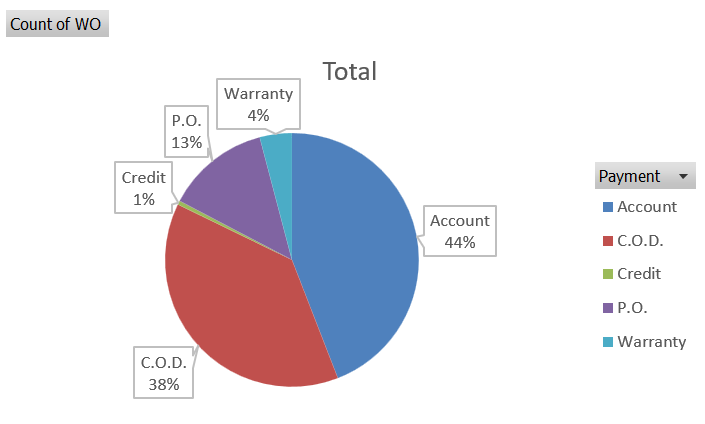 Count of WO
Total
Warranty
4%
P.O.
13%
Credit
1%
Account
44%
C.O.D.
38%
Payment
Account
C.O.D.
Credit
P.O.
Warranty